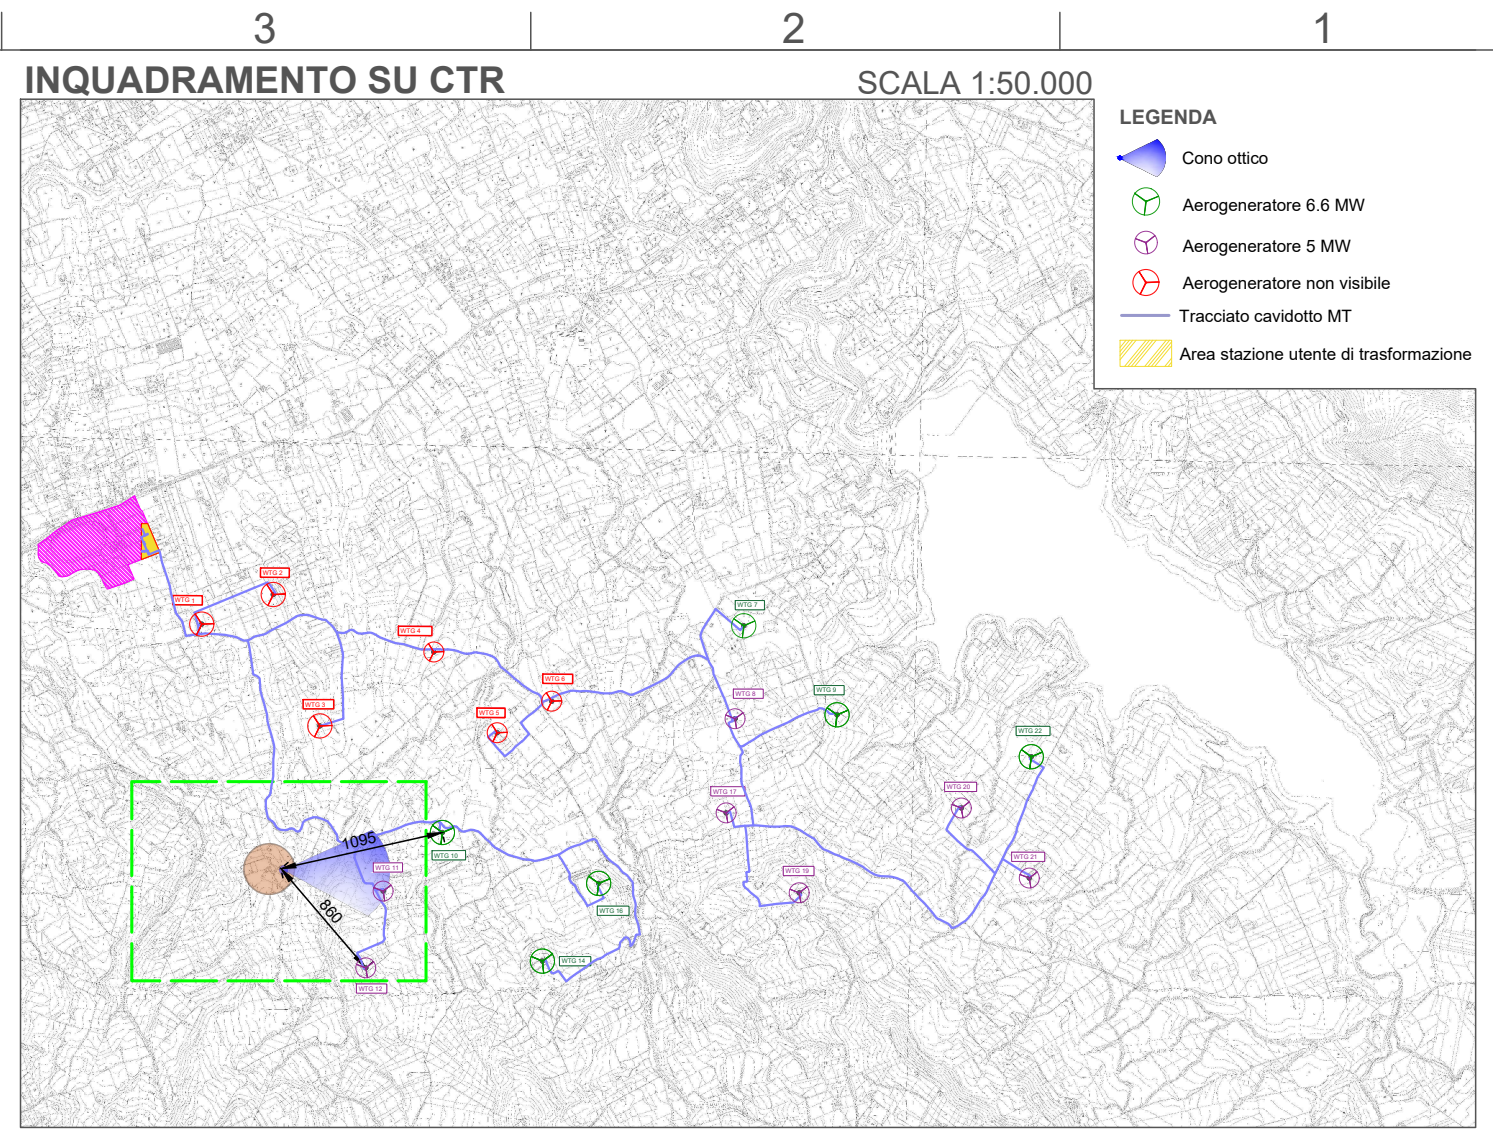 3 2 1
INQUADRAMENTO SU CTR
SCALA 1:50.000
LEGENDA
Cono ottico
Aerogeneratore 6.6 MW
Aerogeneratore 5 MW
Aerogeneratore non visibile
Tracciato cavidotto MT
Area stazione utente di trasformazione
WTG 2
WTG 1
WTG 7
WTG 4
WTG 6
WTG 8
WTG 9
WTG 3
WTG 5
WTG 22
WTG 20
WTG 17
1095
WTG 10
WTG 11
WTG 21
WTG 19
860
WTG 16
WTG 14
WTG 12